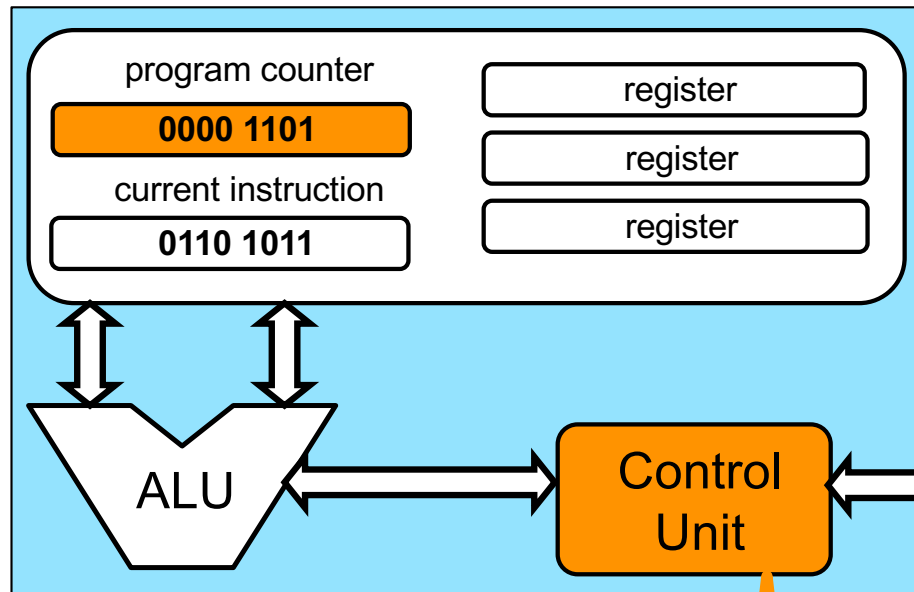 program counter
0000 1101
current instruction
0110 1011
register
register
register
ALU
Control
Unit